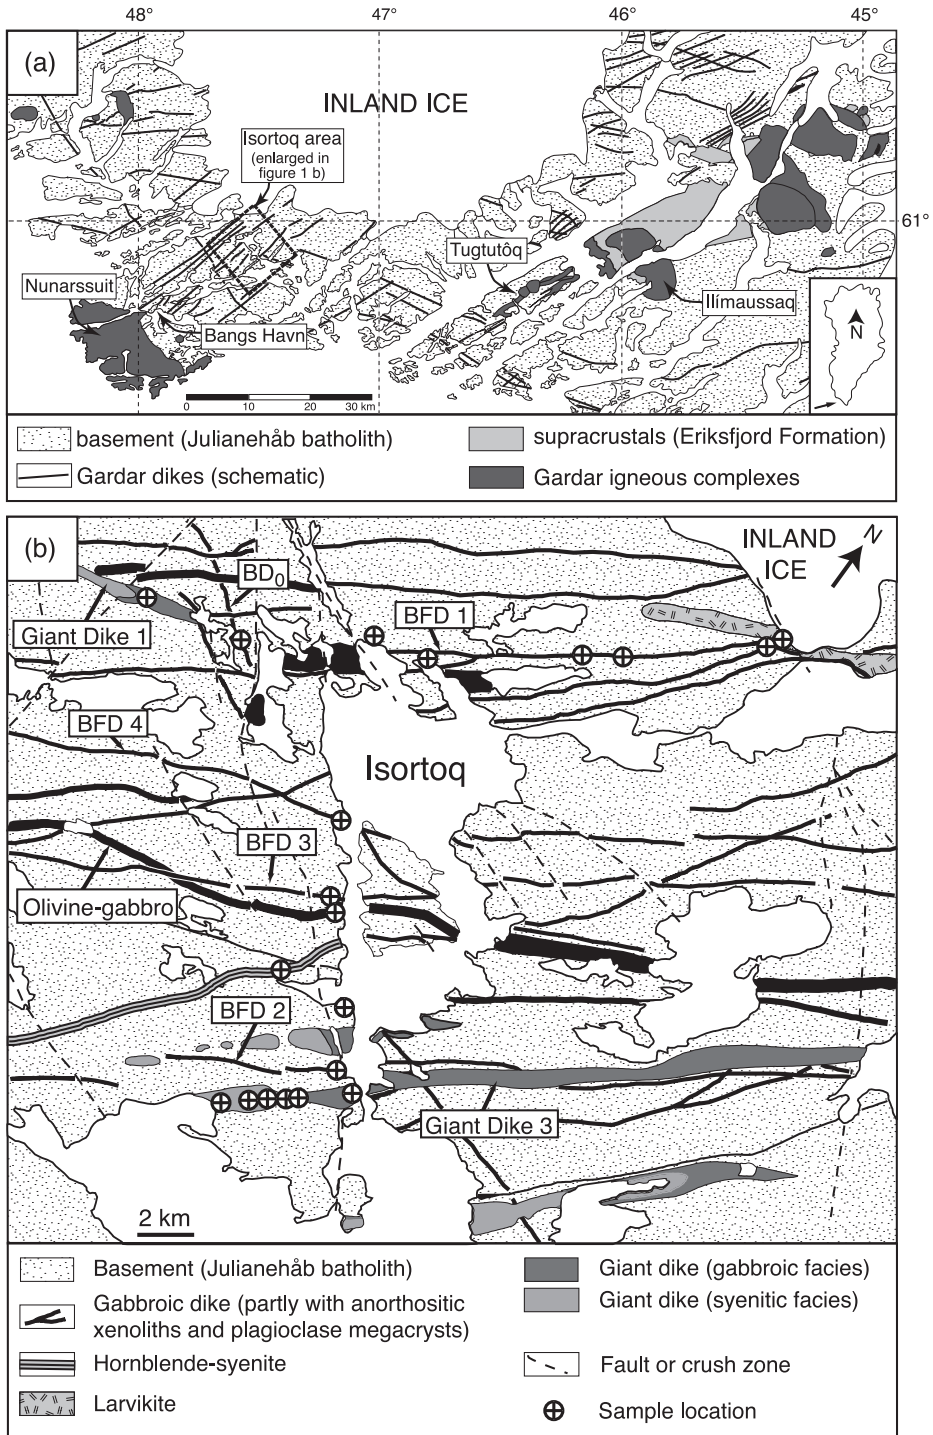 48°
47°
46°
45°
(a)
INLAND ICE
Isortoq area
(enlarged in
figure 1 b)
61°
Tugtutôq
Nunarssuit
Ilímaussaq
Bangs Havn
N
0 10 20 30 km
basement (Julianehåb batholith)
supracrustals (Eriksfjord Formation)
Gardar dikes (schematic)
Gardar igneous complexes
(b)
INLAND
ICE
N
BD0
BFD 1
Giant Dike 1
BFD 4
Isortoq
BFD 3
Olivine-gabbro
BFD 2
Giant Dike 3
2 km
Basement (Julianehåb batholith)
Giant dike (gabbroic facies)
Gabbroic dike (partly with anorthositic
xenoliths and plagioclase megacrysts)
Giant dike (syenitic facies)
Hornblende-syenite
Fault or crush zone
Larvikite
Sample location